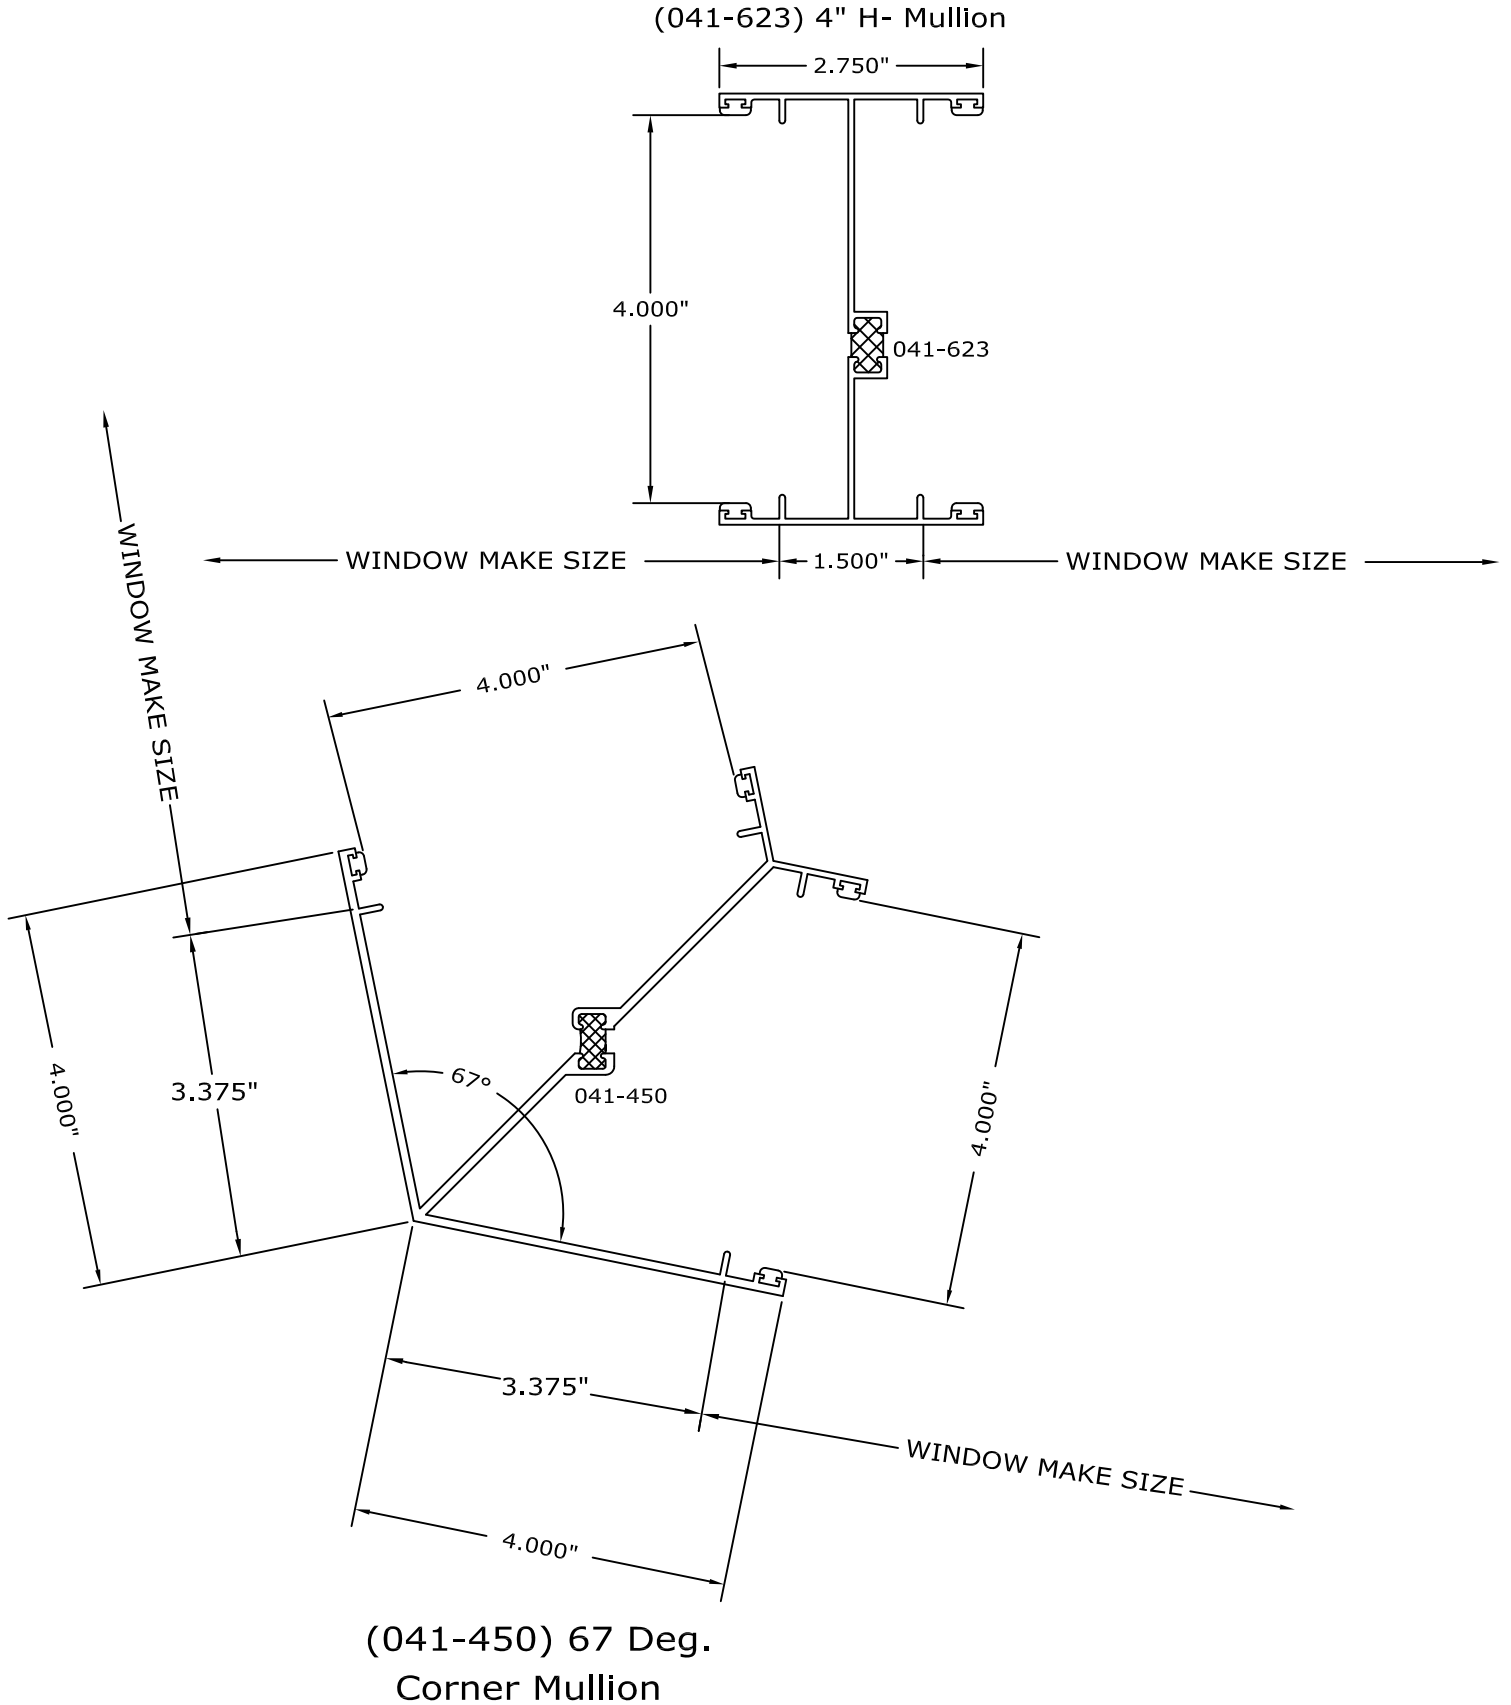 (041-623) 4" H- Mullion
2.750"
4.000"
041-623
WINDOW MAKE SIZE
1.500"
WINDOW MAKE SIZE
WINDOW MAKE SIZE
4.000"
4.000"
3.375"
67°
041-450
4.000"
3.375"
WINDOW MAKE SIZE
4.000"
(041-450) 67 Deg.
Corner Mullion